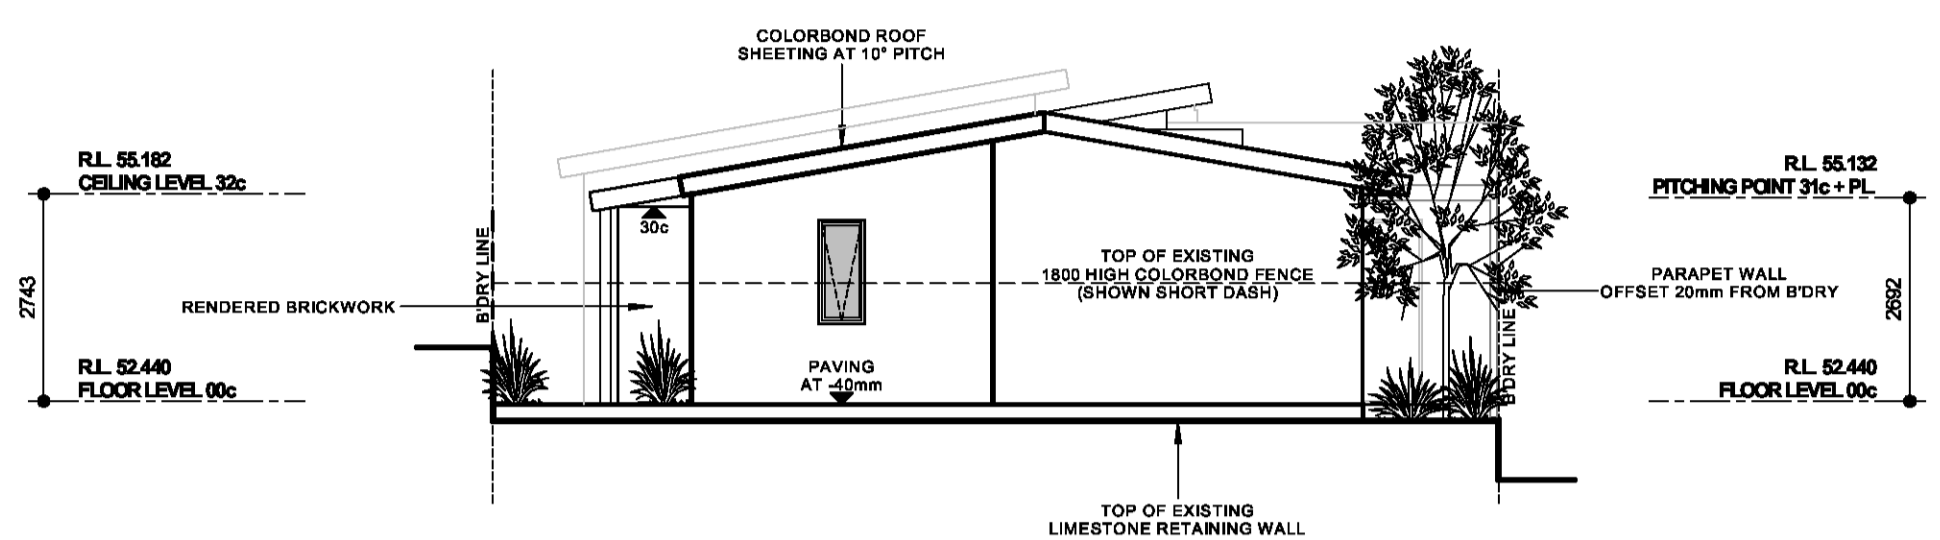 COLORBOND ROOF
SHEETING AT 10° PITCH
R.L. 55.182
CEILING LEVEL 32c
R.L. 55.132
PITCHING POINT 31c + PL
2743
B'DRY LINE
30c
TOP OF EXISTING
1800 HIGH COLORBOND FENCE
(SHOWN SHORT DASH)
PARAPET WALL
OFFSET 20mm FROM B'DRY
RENDERED BRICKWORK
2692
B'DRY LINE
R.L. 52.440
FLOOR LEVEL 00c
PAVING
AT -40mm
R.L. 52.440
FLOOR LEVEL 00c
TOP OF EXISTING
LIMESTONE RETAINING WALL